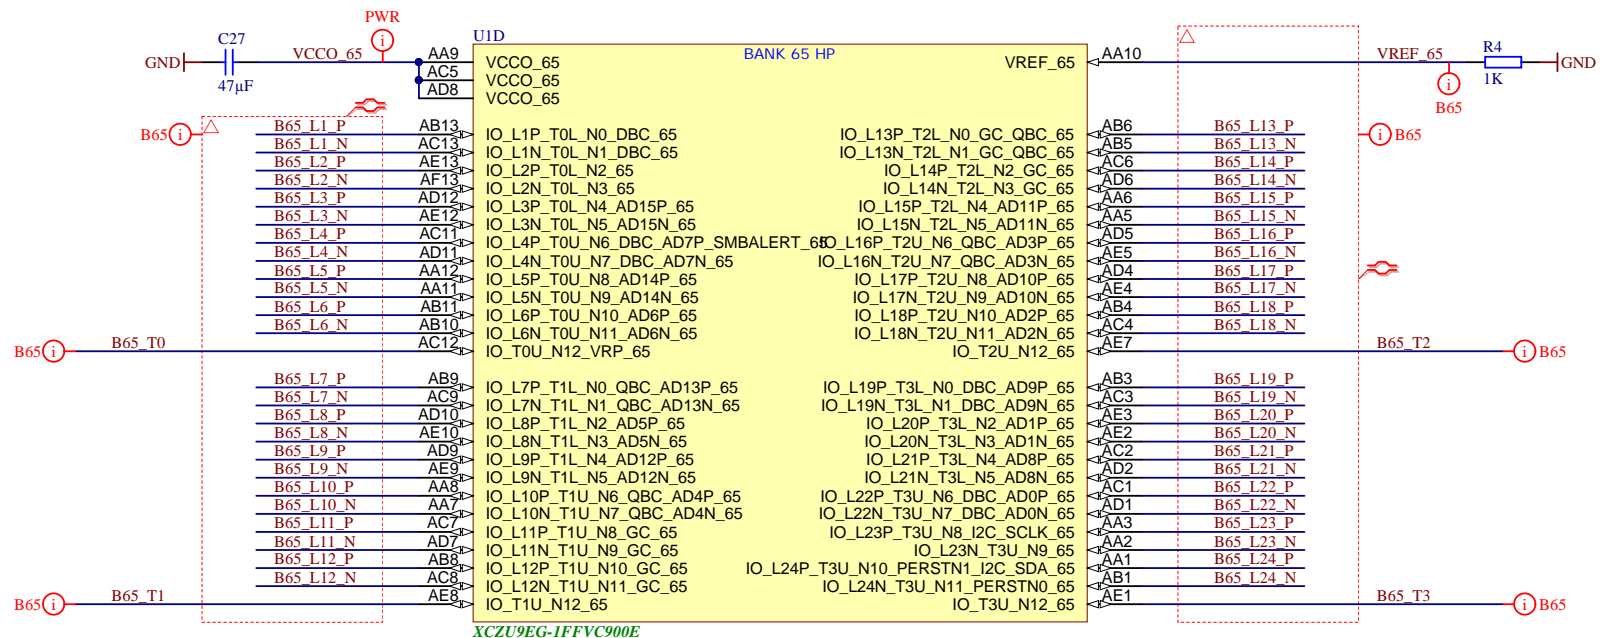 PWR
C27
GND
47µF
VCCO_65
U1D
BANK 65 HP
AA9 VCCO_65
AC5 VCCO_65
AD8 VCCO_65
VREF_65 AA10 VREF_65
R4
1K
GND
B65
B65
B65
B65_L1_P AB13 IO_L1P_T0L_N0_DBC_65 IO_L13P_T2L_N0_GC_QBC_65 AB6 B65_L13_P
B65_L1_N AC13 IO_L1N_T0L_N1_DBC_65 IO_L13N_T2L_N1_GC_QBC_65 AB5 B65_L13_N
B65_L2_P AE13 IO_L2P_T0L_N2_65 IO_L14P_T2L_N2_GC_65 AC6 B65_L14_P
B65_L2_N AF13 IO_L2N_T0L_N3_65 IO_L14N_T2L_N3_GC_65 AD6 B65_L14_N
B65_L3_P AD12 IO_L3P_T0L_N4_AD15P_65 IO_L15P_T2L_N4_AD11P_65 AA6 B65_L15_P
B65_L3_N AE12 IO_L3N_T0L_N5_AD15N_65 IO_L15N_T2L_N5_AD11N_65 AA5 B65_L15_N
B65_L4_P AC11 IO_L4P_T0U_N6_DBC_AD7P_SMBALERT_65 IO_L16P_T2U_N6_QBC_AD3P_65 AD5 B65_L16_P
B65_L4_N AD11 IO_L4N_T0U_N7_DBC_AD7N_65 IO_L16N_T2U_N7_QBC_AD3N_65 AE5 B65_L16_N
B65_L5_P AA12 IO_L5P_T0U_N8_AD14P_65 IO_L17P_T2U_N8_AD10P_65 AD4 B65_L17_P
B65_L5_N AA11 IO_L5N_T0U_N9_AD14N_65 IO_L17N_T2U_N9_AD10N_65 AE4 B65_L17_N
B65_L6_P AB11 IO_L6P_T0U_N10_AD6P_65 IO_L18P_T2U_N10_AD2P_65 AB4 B65_L18_P
B65_L6_N AB10 IO_L6N_T0U_N11_AD6N_65 IO_L18N_T2U_N11_AD2N_65 AC4 B65_L18_N
B65 B65_T0 AC12 IO_T0U_N12_VRP_65 IO_T2U_N12_65 AE7 B65_T2 B65
B65_L7_P AB9 IO_L7P_T1L_N0_QBC_AD13P_65 IO_L19P_T3L_N0_DBC_AD9P_65 AB3 B65_L19_P
B65_L7_N AC9 IO_L7N_T1L_N1_QBC_AD13N_65 IO_L19N_T3L_N1_DBC_AD9N_65 AC3 B65_L19_N
B65_L8_P AD10 IO_L8P_T1L_N2_AD5P_65 IO_L20P_T3L_N2_AD1P_65 AE3 B65_L20_P
B65_L8_N AE10 IO_L8N_T1L_N3_AD5N_65 IO_L20N_T3L_N3_AD1N_65 AE2 B65_L20_N
B65_L9_P AD9 IO_L9P_T1L_N4_AD12P_65 IO_L21P_T3L_N4_AD8P_65 AC2 B65_L21_P
B65_L9_N AE9 IO_L9N_T1L_N5_AD12N_65 IO_L21N_T3L_N5_AD8N_65 AD2 B65_L21_N
B65_L10_P AA8 IO_L10P_T1U_N6_QBC_AD4P_65 IO_L22P_T3U_N6_DBC_AD0P_65 AC1 B65_L22_P
B65_L10_N AA7 IO_L10N_T1U_N7_QBC_AD4N_65 IO_L22N_T3U_N7_DBC_AD0N_65 AD1 B65_L22_N
B65_L11_P AC7 IO_L11P_T1U_N8_GC_65 IO_L23P_T3U_N8_I2C_SCLK_65 AA3 B65_L23_P
B65_L11_N AD7 IO_L11N_T1U_N9_GC_65 IO_L23N_T3U_N9_65 AA2 B65_L23_N
B65_L12_P AB8 IO_L12P_T1U_N10_GC_65 IO_L24P_T3U_N10_PERSTN1_I2C_SDA_65 AA1 B65_L24_P
B65_L12_N AC8 IO_L12N_T1U_N11_GC_65 IO_L24N_T3U_N11_PERSTN0_65 AB1 B65_L24_N
B65 B65_T1 AE8 IO_T1U_N12_65 IO_T3U_N12_65 AE1 B65_T3 B65
XCZU9EG-1FFVC900E